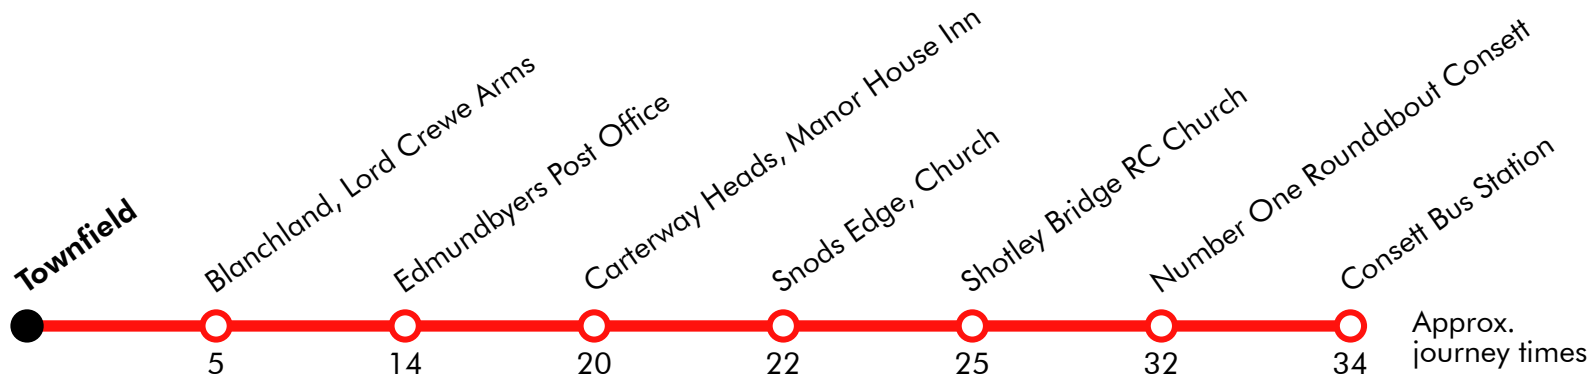 Townfield
Blanchland, Lord Crewe Arms
Edmundbyers Post Office
Carterway Heads, Manor House Inn
Snods Edge, Church
Shotley Bridge RC Church
Number One Roundabout Consett
Consett Bus Station
5
14
20
22
25
32
34
Approx.
journey times